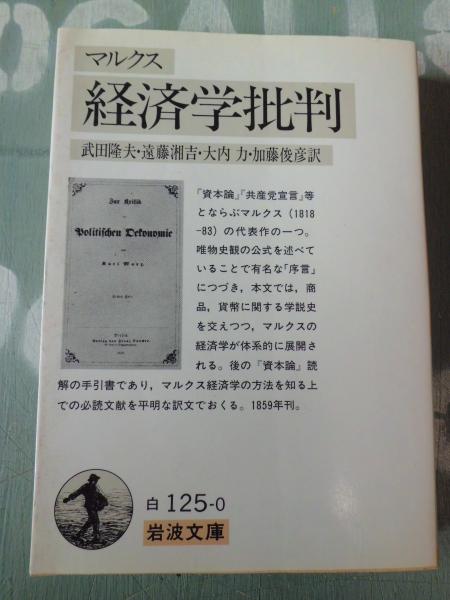 マルクス
経済学批判
武田隆夫・遠藤湘吉・大内 力・加藤俊彦訳
Zur Kritik
der
Politischen Oekonomie
von
Karl Marx.
Erstes Heft.
Berlin.
Verlag von Franz Duncker.
1859.
「資本論」「共産党宣言」等
とならぶマルクス（1818
-83）の代表作の一つ。
唯物史観の公式を述べて
いることで有名な「序言」
につづき，本文では，商
品，貨幣に関する学説史
を交えつつ，マルクスの
経済学が体系的に展開さ
れる。後の『資本論』読
解の手引書であり，マルクス経済学の方法を知る上
での必読文献を平明な訳文でおくる。1859年刊。
白 125-0
岩波文庫